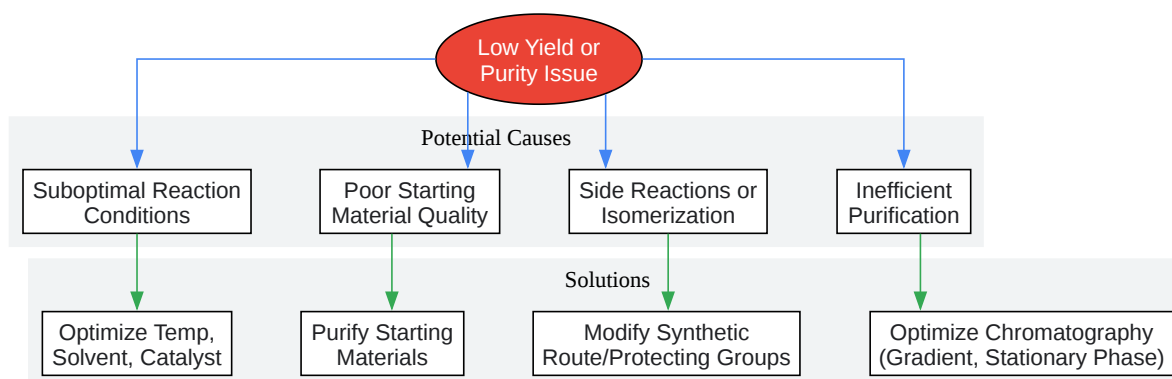 Low Yield or
Purity Issue
Potential Causes
Suboptimal Reaction
Conditions
Poor Starting
Material Quality
Side Reactions or
Isomerization
Inefficient
Purification
Solutions
Optimize Temp,
Solvent, Catalyst
Purify Starting
Materials
Modify Synthetic
Route/Protecting Groups
Optimize Chromatography
(Gradient, Stationary Phase)